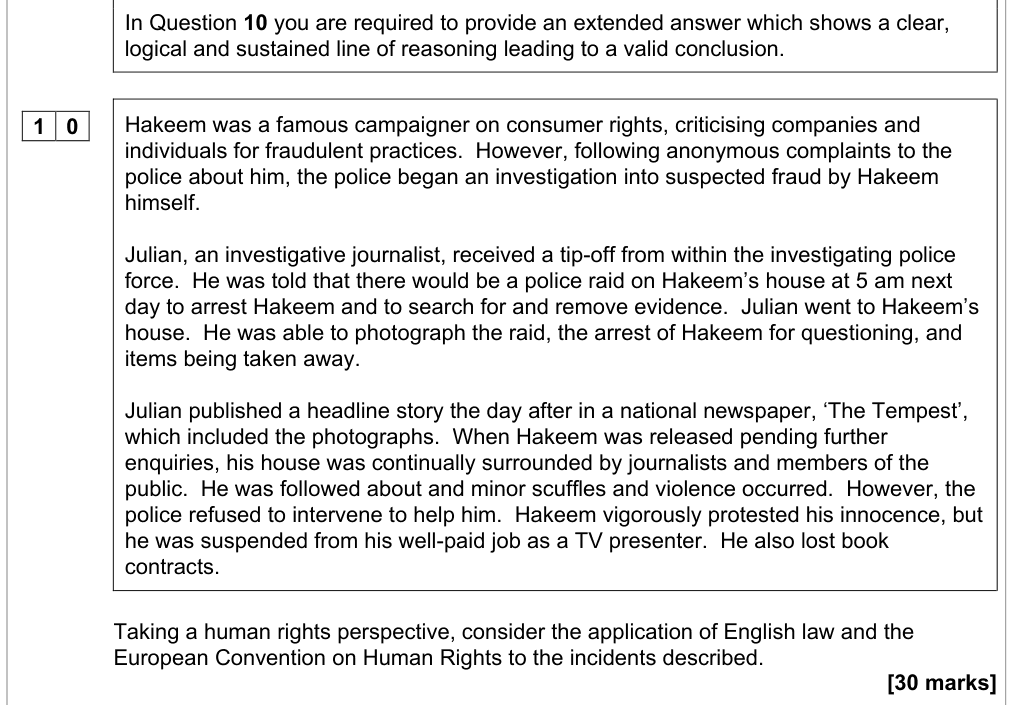 In Question 10 you are required to provide an extended answer which shows a clear,
logical and sustained line of reasoning leading to a valid conclusion.
1 0
Hakeem was a famous campaigner on consumer rights, criticising companies and
individuals for fraudulent practices.  However, following anonymous complaints to the
police about him, the police began an investigation into suspected fraud by Hakeem
himself.
Julian, an investigative journalist, received a tip-off from within the investigating police
force.  He was told that there would be a police raid on Hakeem’s house at 5 am next
day to arrest Hakeem and to search for and remove evidence.  Julian went to Hakeem’s
house.  He was able to photograph the raid, the arrest of Hakeem for questioning, and
items being taken away.
Julian published a headline story the day after in a national newspaper, ‘The Tempest’,
which included the photographs.  When Hakeem was released pending further
enquiries, his house was continually surrounded by journalists and members of the
public.  He was followed about and minor scuffles and violence occurred.  However, the
police refused to intervene to help him.  Hakeem vigorously protested his innocence, but
he was suspended from his well-paid job as a TV presenter.  He also lost book
contracts.
Taking a human rights perspective, consider the application of English law and the
European Convention on Human Rights to the incidents described.
[30 marks]